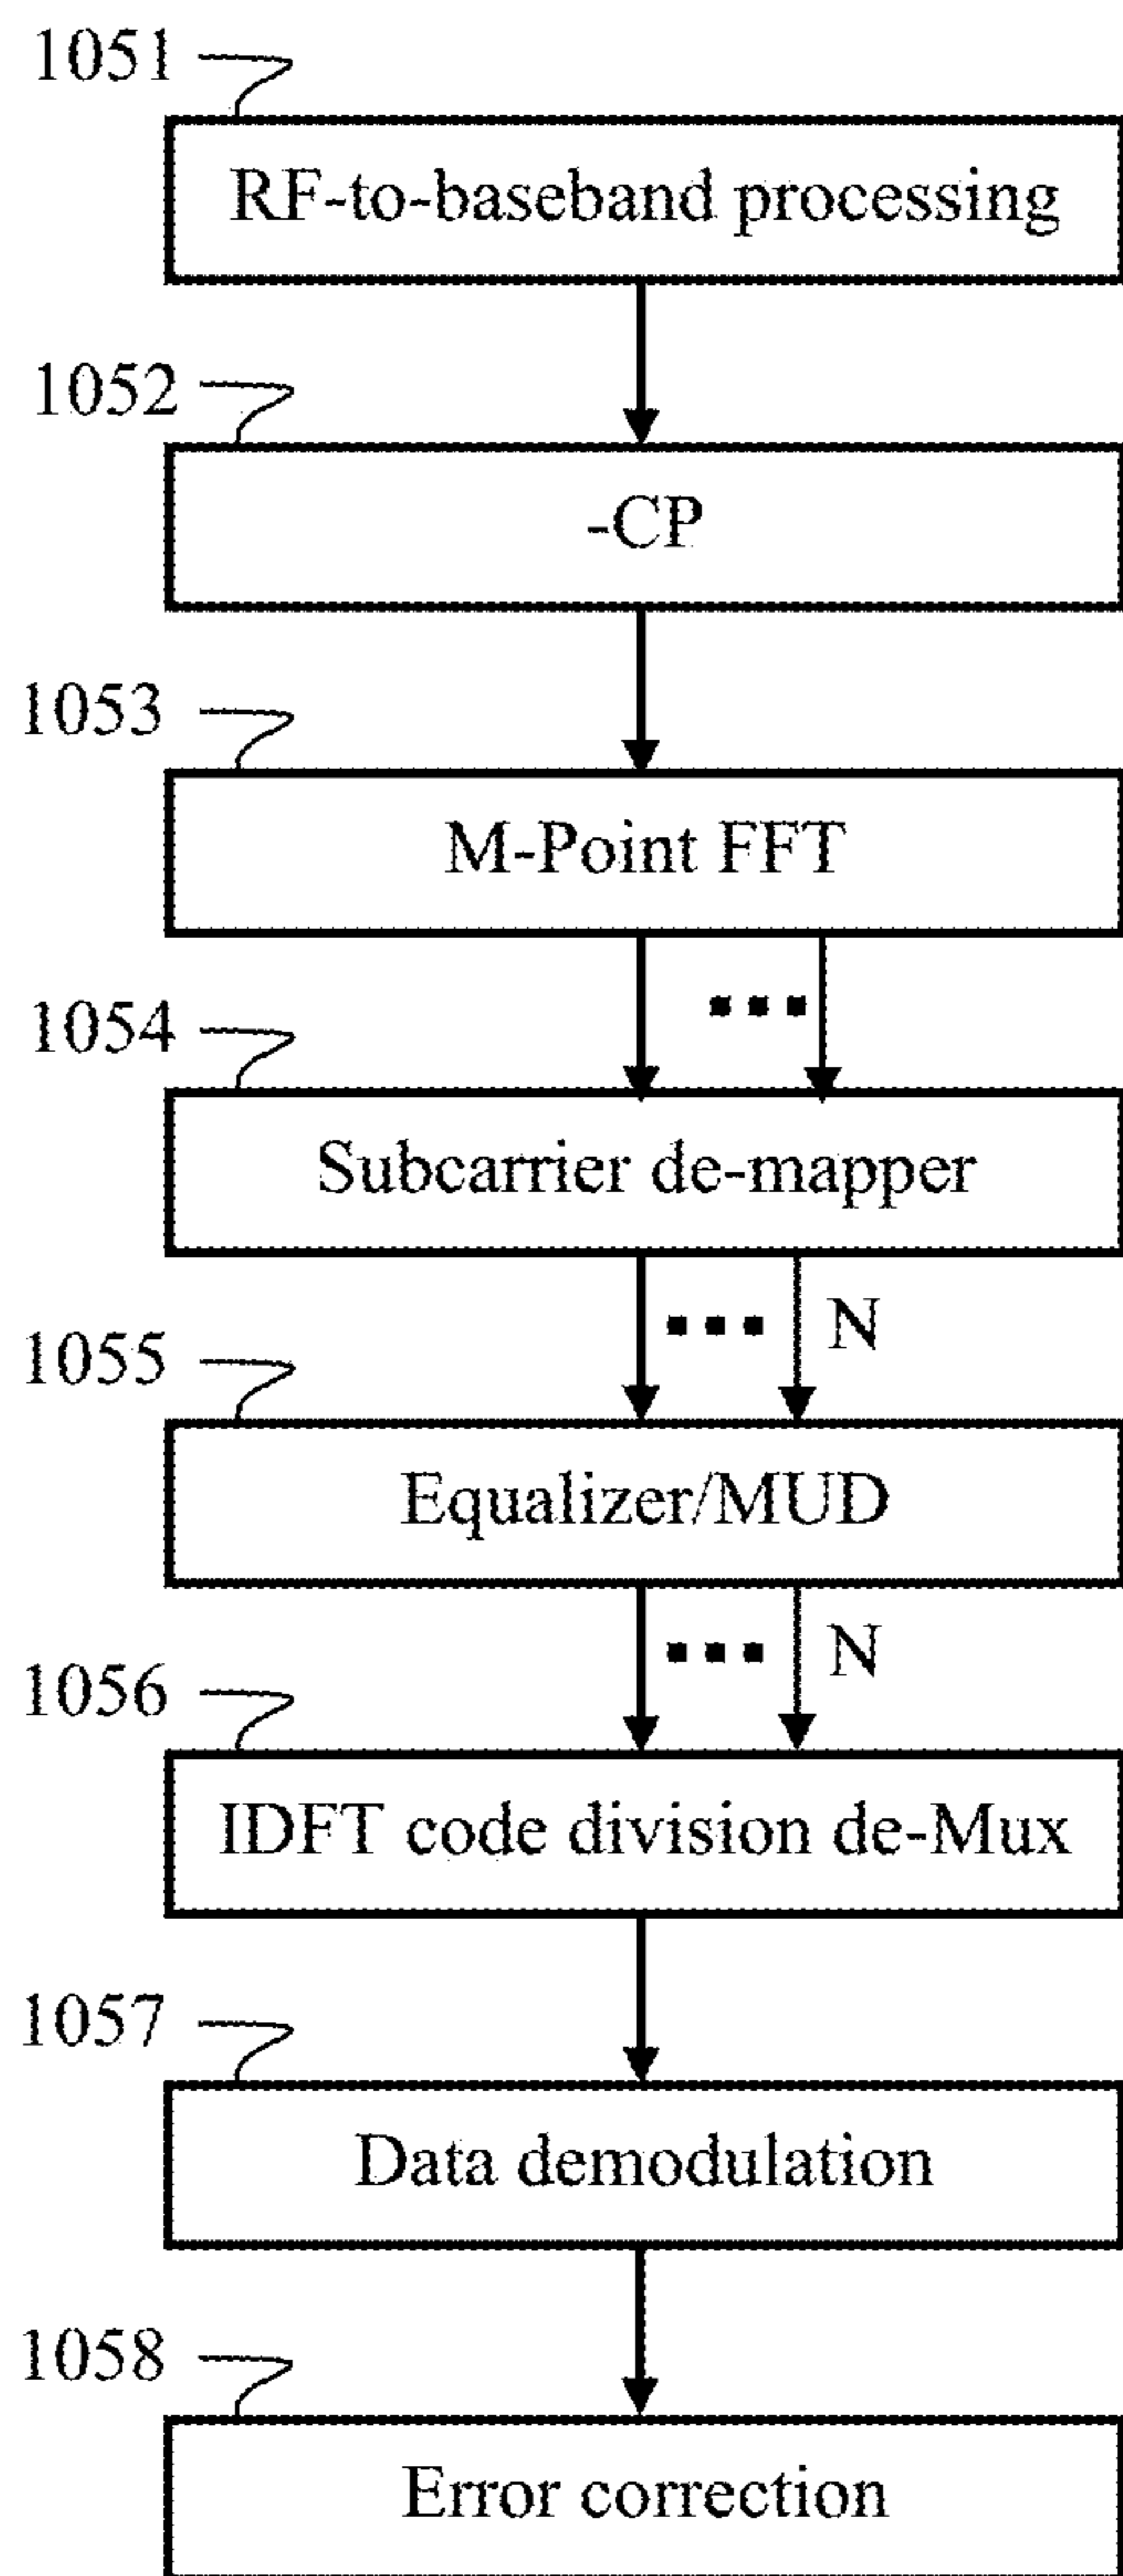 1051
RF-to-baseband processing
1052
-CP
1053
M-Point FFT
1054
Subcarrier de-mapper
N
1055
Equalizer/MUD
N
1056
IDFT code division de-Mux
1057
Data demodulation
1058
Error correction